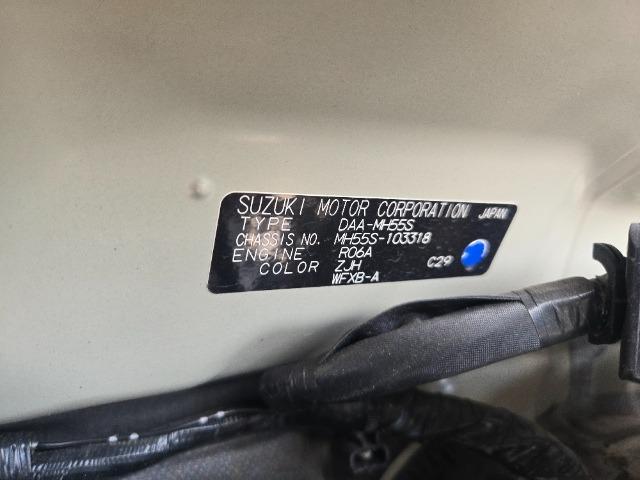 SUZUKI MOTOR CORPORATION JAPAN
TYPE DAA-MH55S
CHASSIS NO. MH55S-103318
ENGINE R06A
COLOR ZJH C29
WFXB-A